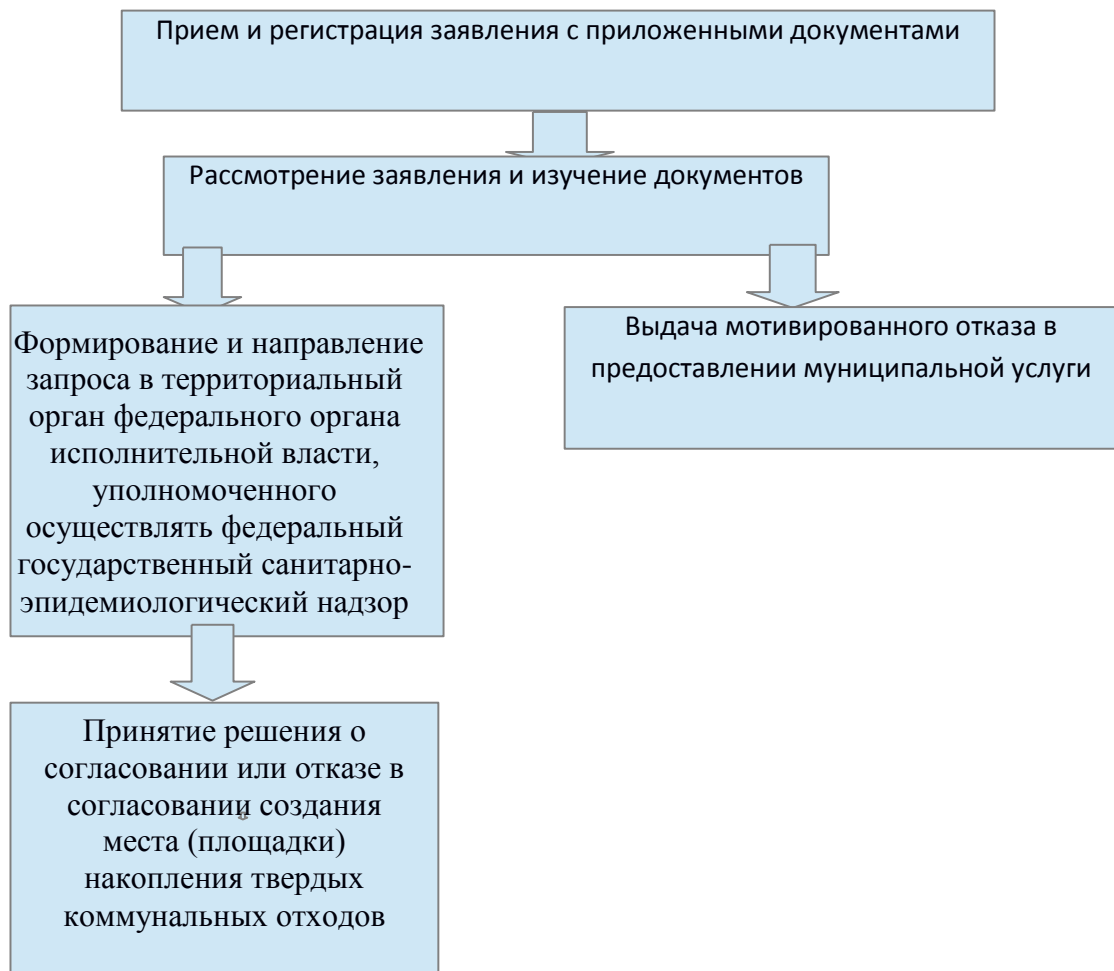 Прием и регистрация заявления с приложенными документами
Рассмотрение заявления и изучение документов
Формирование и направление
запроса в территориальный
орган федерального органа
исполнительной власти,
уполномоченного
осуществлять федеральный
государственный санитарно-
эпидемиологический надзор
Выдача мотивированного отказа в
предоставлении муниципальной услуги
Принятие решения о
согласовании или отказе в
согласовании создания
места (площадки)
накопления твердых
коммунальных отходов